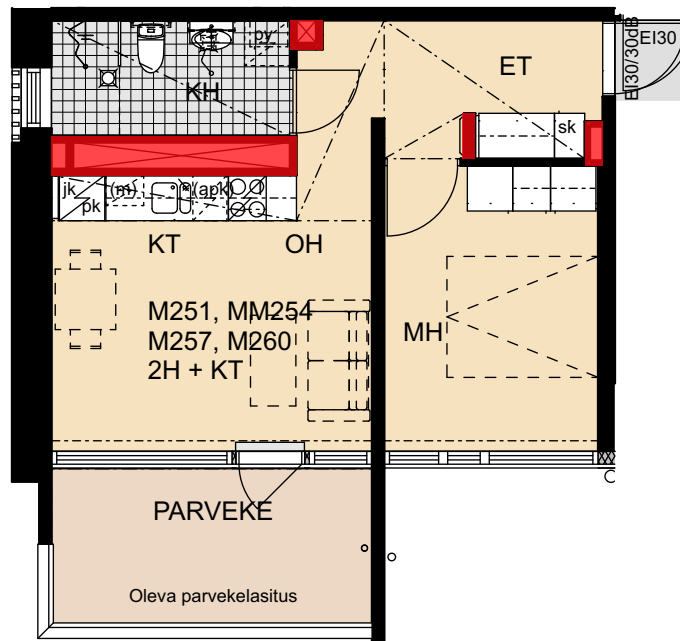 py
EI30
EI30/30dB
ET
KH
sk
jk
pk
(m)
(apk)
KT
OH
M251, MM254
M257, M260
2H + KT
MH
PARVEKE
Oleva parvekelasitus